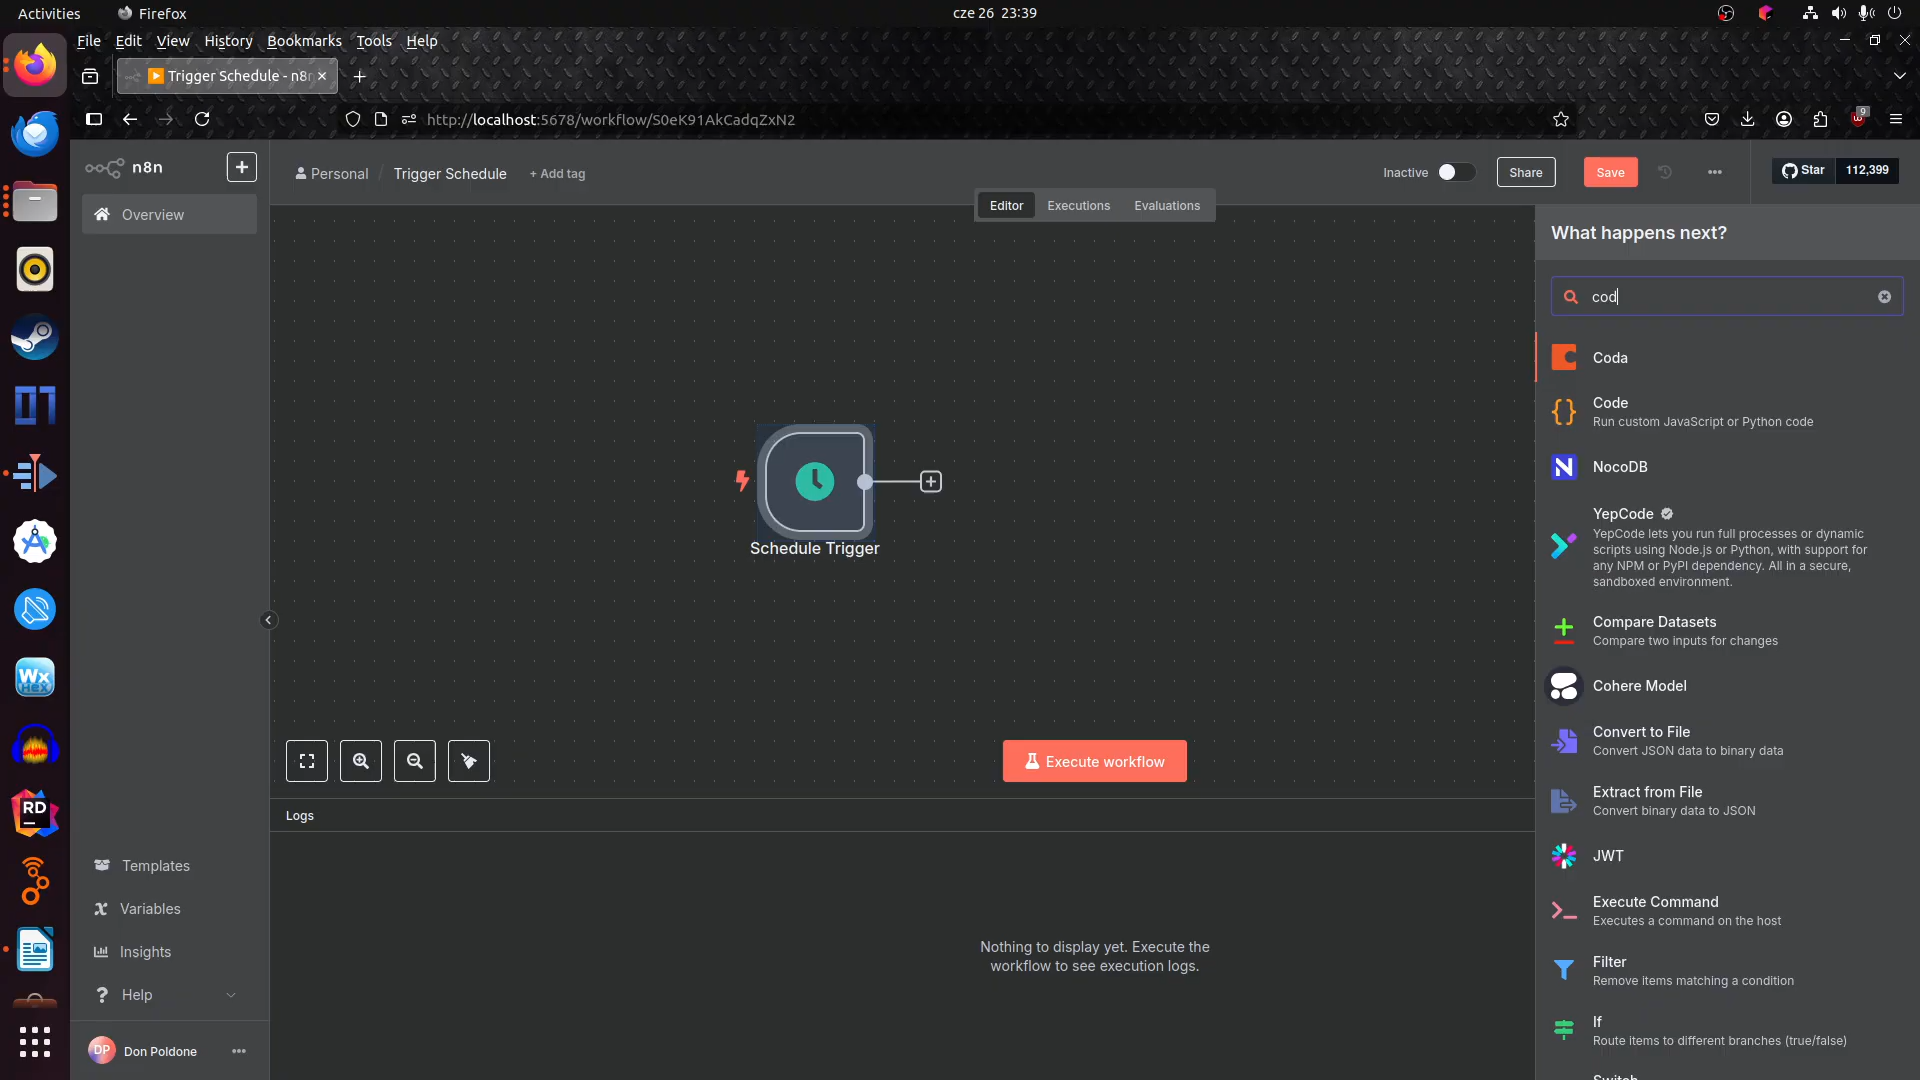 Activities
Firefox
cze 26 23:39
File Edit View History Bookmarks Tools Help
Trigger Schedule - n8n
http://localhost:5678/workflow/S0eK91AkCadqZxN2
9
n8n
Overview
Personal / Trigger Schedule + Add tag
Inactive
Share
Save
Star 112,399
Editor Executions Evaluations
What happens next?
cod
Coda
Code
Run custom JavaScript or Python code
NocoDB
YepCode
YepCode lets you run full processes or dynamic
scripts using Node.js or Python, with support for
any NPM or PyPI dependency. All in a secure,
sandboxed environment.
Compare Datasets
Compare two inputs for changes
Cohere Model
Convert to File
Convert JSON data to binary data
Extract from File
Convert binary data to JSON
JWT
Execute Command
Executes a command on the host
Filter
Remove items matching a condition
If
Route items to different branches (true/false)
Switch
Schedule Trigger
Execute workflow
Logs
Nothing to display yet. Execute the
workflow to see execution logs.
Templates
Variables
Insights
Help
DP Don Poldone
WX
HEX
RD